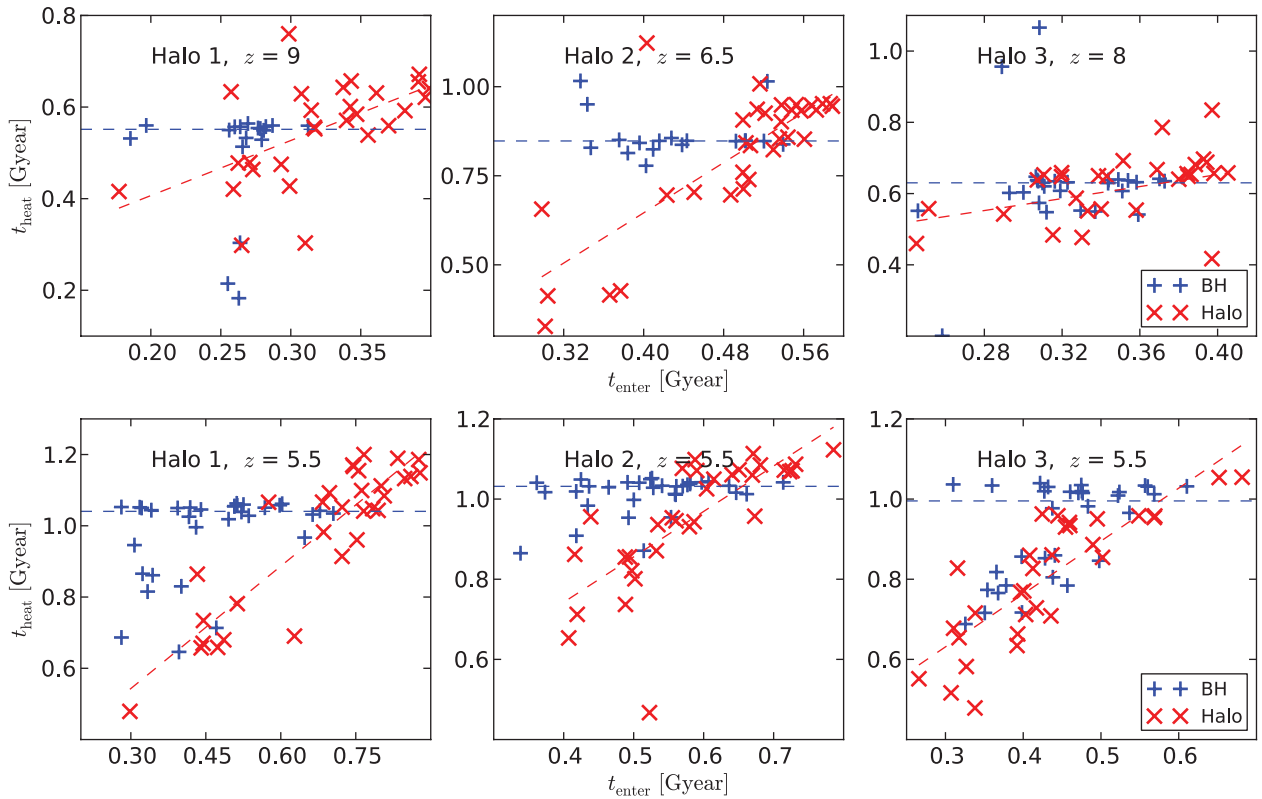 Halo 1, z = 9
Halo 2, z = 6.5
Halo 3, z = 8
0.8
0.6
0.4
0.2
1.00
0.75
0.50
1.0
0.8
0.6
0.4
t_heat [Gyear]
BH
Halo
0.20 0.25 0.30 0.35
0.32 0.40 0.48 0.56
0.28 0.32 0.36 0.40
t_enter [Gyear]
Halo 1, z = 5.5
Halo 2, z = 5.5
Halo 3, z = 5.5
1.2
1.0
0.8
0.6
1.2
1.0
0.8
0.6
0.4
1.2
1.0
0.8
0.6
t_heat [Gyear]
BH
Halo
0.30 0.45 0.60 0.75
0.4 0.5 0.6 0.7
0.3 0.4 0.5 0.6
t_enter [Gyear]